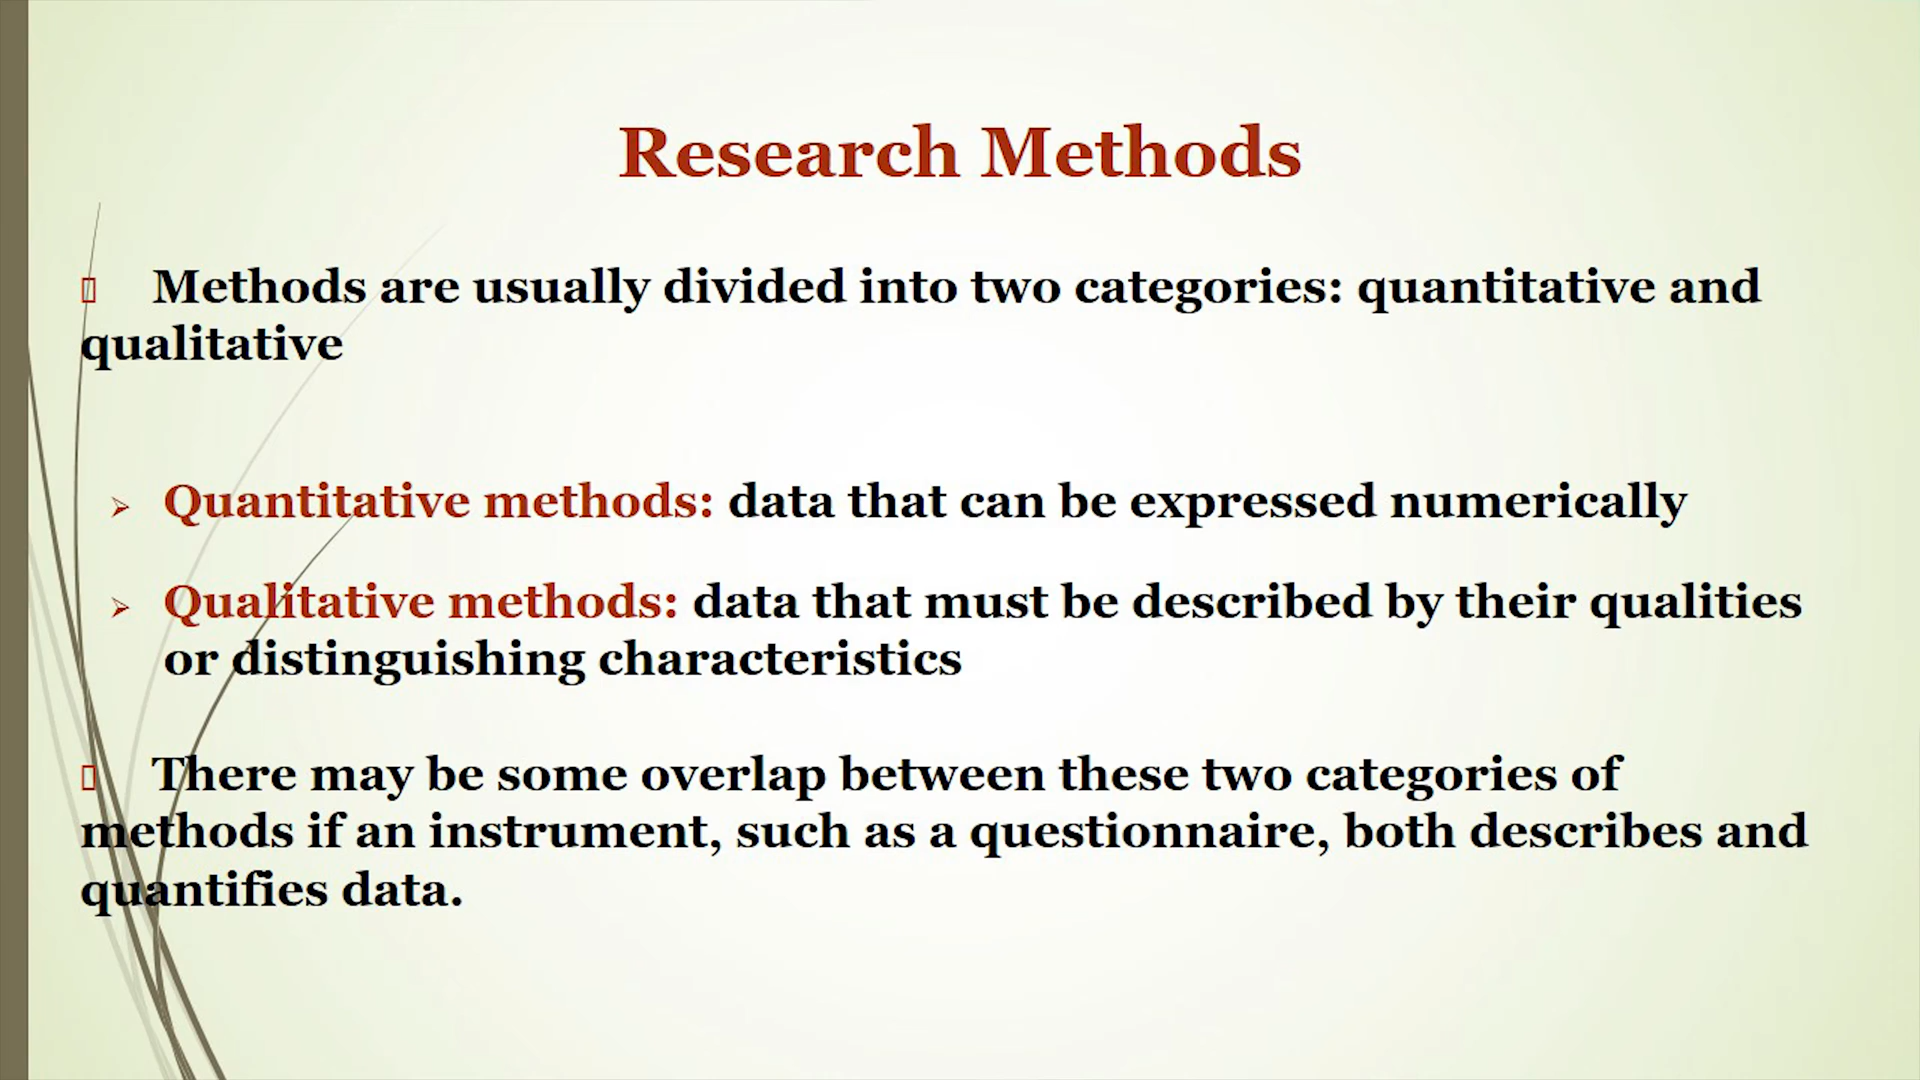 Research Methods
Methods are usually divided into two categories: quantitative and
qualitative
Quantitative methods: data that can be expressed numerically
Qualitative methods: data that must be described by their qualities
or distinguishing characteristics
There may be some overlap between these two categories of
methods if an instrument, such as a questionnaire, both describes and
quantifies data.